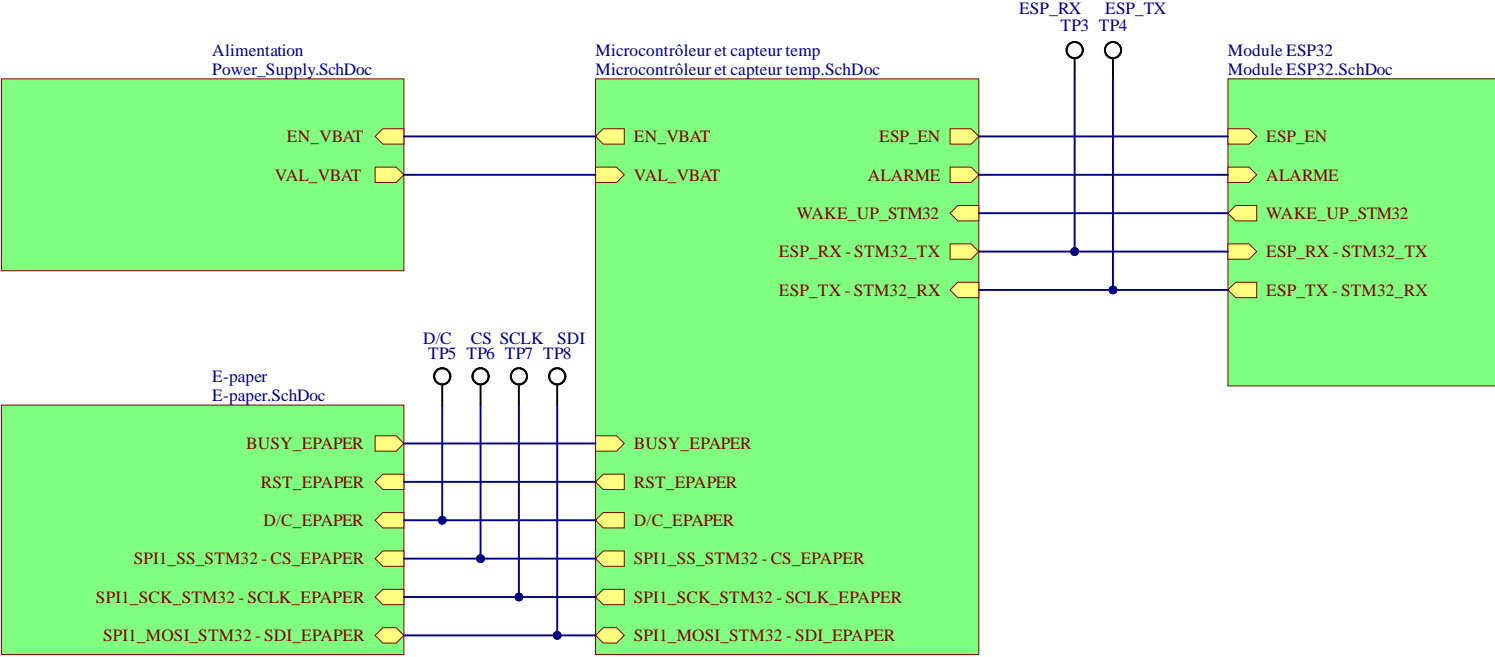 ESP_RX ESP_TX
TP3 TP4
Alimentation
Power_Supply.SchDoc
EN_VBAT
VAL_VBAT
Microcontrôleur et capteur temp
Microcontrôleur et capteur temp.SchDoc
EN_VBAT
VAL_VBAT
ESP_EN
ALARME
WAKE_UP_STM32
ESP_RX - STM32_TX
ESP_TX - STM32_RX
Module ESP32
Module ESP32.SchDoc
ESP_EN
ALARME
WAKE_UP_STM32
ESP_RX - STM32_TX
ESP_TX - STM32_RX
D/C CS SCLK SDI
TP5 TP6 TP7 TP8
E-paper
E-paper.SchDoc
BUSY_EPAPER
RST_EPAPER
D/C_EPAPER
SPI1_SS_STM32 - CS_EPAPER
SPI1_SCK_STM32 - SCLK_EPAPER
SPI1_MOSI_STM32 - SDI_EPAPER
BUSY_EPAPER
RST_EPAPER
D/C_EPAPER
SPI1_SS_STM32 - CS_EPAPER
SPI1_SCK_STM32 - SCLK_EPAPER
SPI1_MOSI_STM32 - SDI_EPAPER